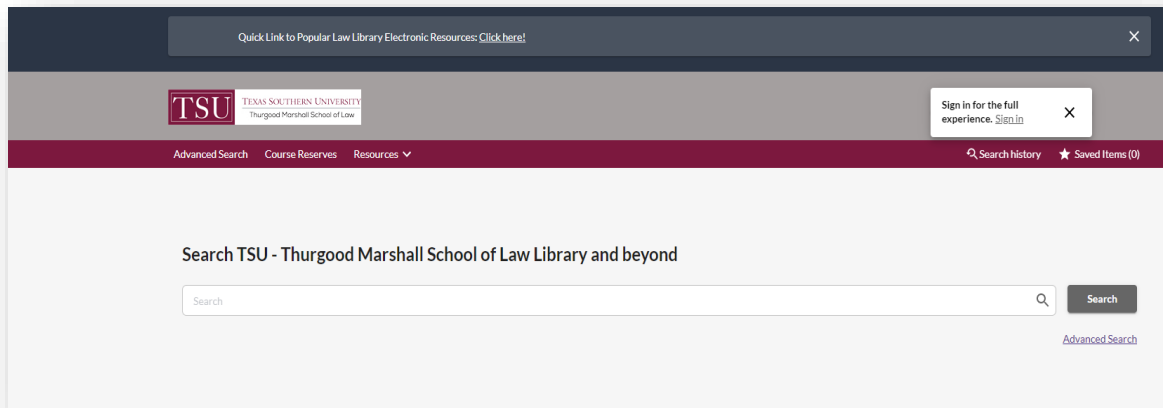 Quick Link to Popular Law Library Electronic Resources: Click here!
TSU
TEXAS SOUTHERN UNIVERSITY
Thurgood Marshall School of Law
Sign in for the full
experience. Sign in
Advanced Search Course Reserves Resources
Search history Saved Items (0)
Search TSU - Thurgood Marshall School of Law Library and beyond
Search
Search
Advanced Search